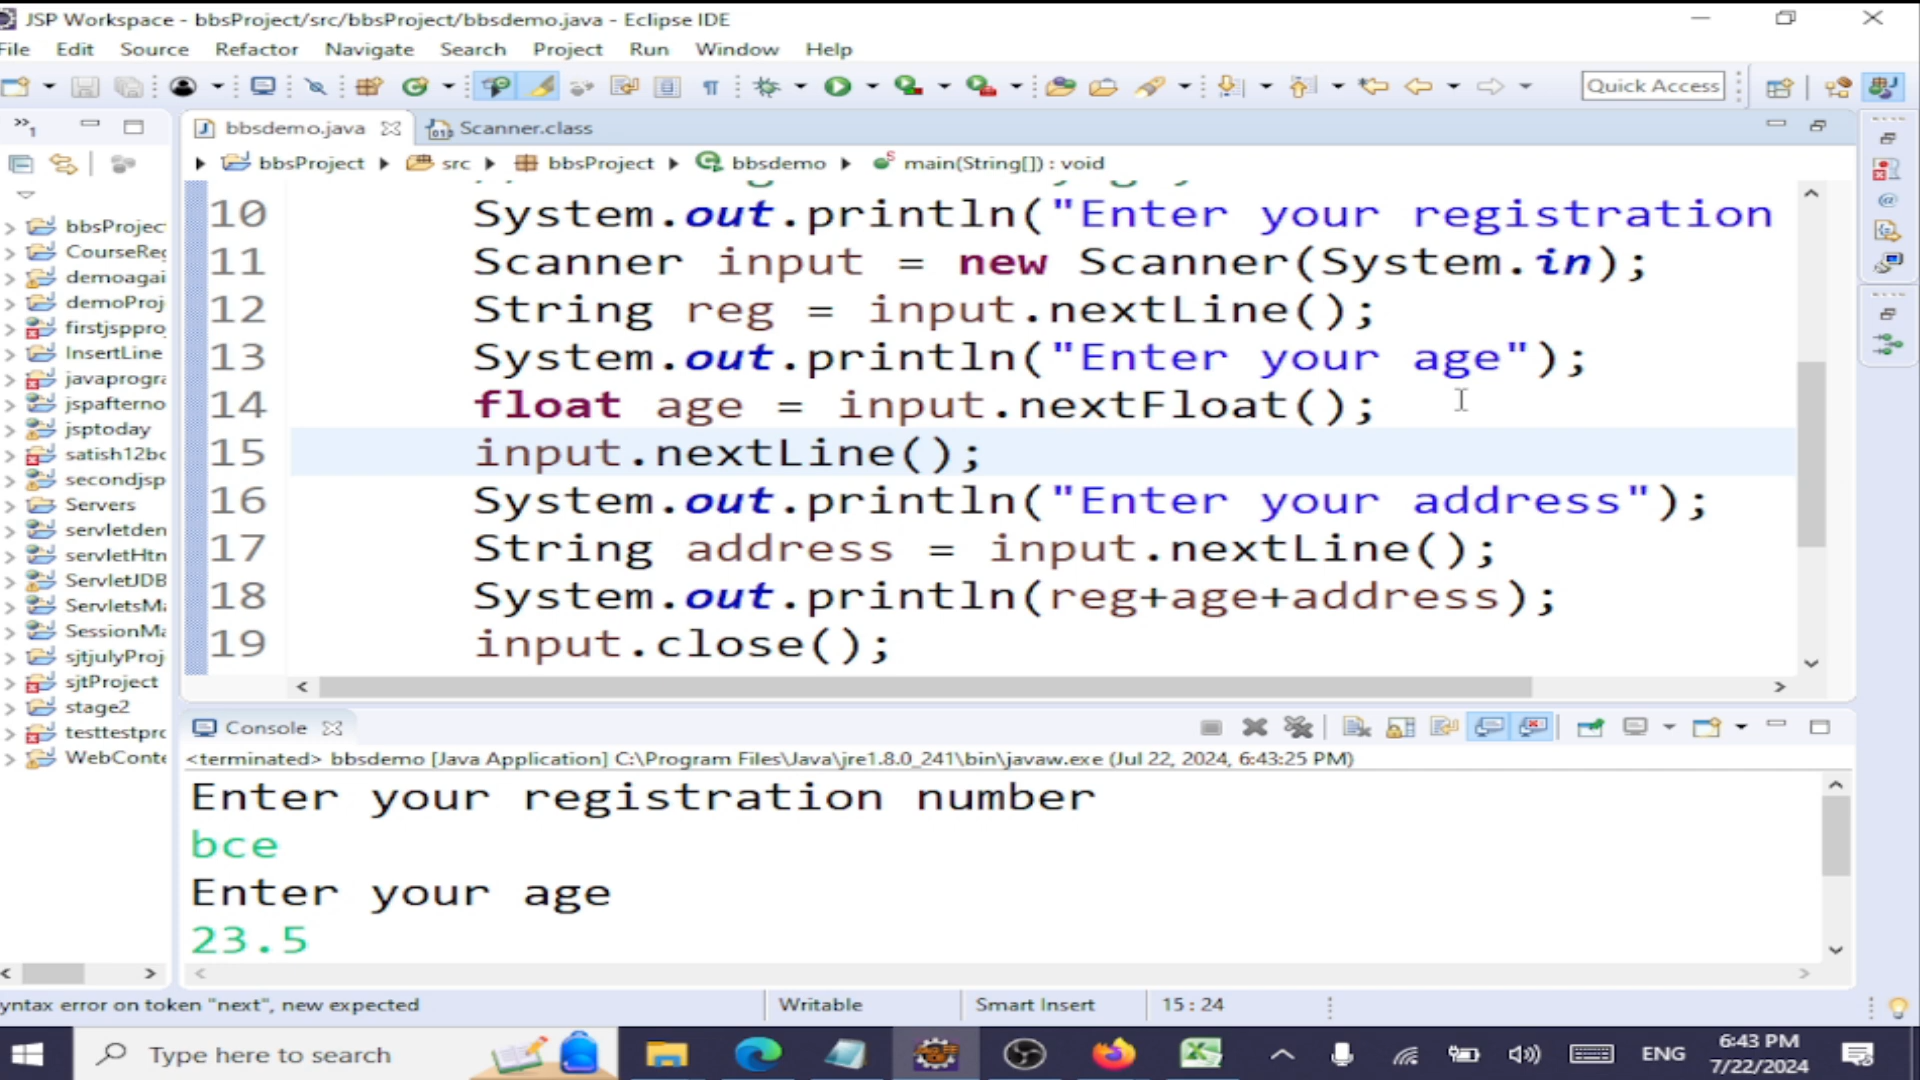 JSP Workspace - bbsProject/src/bbsProject/bbsdemo.java - Eclipse IDE
File Edit Source Refactor Navigate Search Project Run Window Help
Quick Access
bbsdemo.java Scanner.class
bbsProject src bbsProject bbsdemo main(String[]) : void
bbsProjec
CourseReg
demoagai
demoProj
firstjsppro
InsertLine
javaprogra
jspafterno
jsptoday
satish12bc
secondjsp
Servers
servletden
servletHtn
ServletJDB
ServletsMa
SessionMa
sjtjulyProj
sjtProject
stage2
testtestpro
WebConte
10 System.out.println("Enter your registration
11 Scanner input = new Scanner(System.in);
12 String reg = input.nextLine();
13 System.out.println("Enter your age");
14 float age = input.nextFloat();
15 input.nextLine();
16 System.out.println("Enter your address");
17 String address = input.nextLine();
18 System.out.println(reg+age+address);
19 input.close();
Console
<terminated> bbsdemo [Java Application] C:\Program Files\Java\jre1.8.0_241\bin\javaw.exe (Jul 22, 2024, 6:43:25 PM)
Enter your registration number
bce
Enter your age
23.5
yntax error on token "next", new expected Writable Smart Insert 15 : 24
Type here to search ENG 6:43 PM
7/22/2024